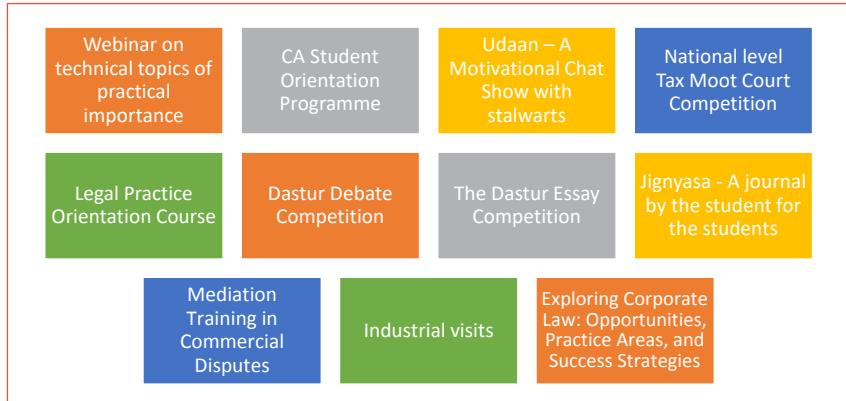 Webinar on
technical topics of
practical
importance
CA Student
Orientation
Programme
Udaan – A
Motivational Chat
Show with
stalwarts
National level
Tax Moot Court
Competition
Legal Practice
Orientation Course
Dastur Debate
Competition
The Dastur Essay
Competition
Jignyasa - A journal
by the student for
the students
Mediation
Training in
Commercial
Disputes
Industrial visits
Exploring Corporate
Law: Opportunities,
Practice Areas, and
Success Strategies